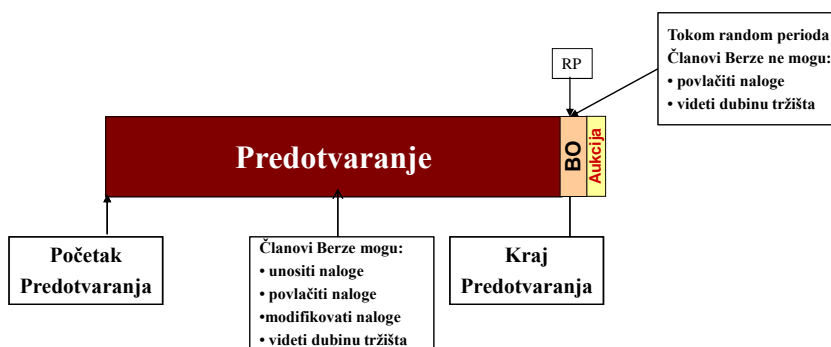 Tokom random perioda
Članovi Berze ne mogu:
• povlačiti naloge
• videti dubinu tržišta
RP
Predotvaranje
BO
Aukcija
Početak
Predotvaranja
Članovi Berze mogu:
• unositi naloge
• povlačiti naloge
•modifikovati naloge
• videti dubinu tržišta
Kraj
Predotvaranja